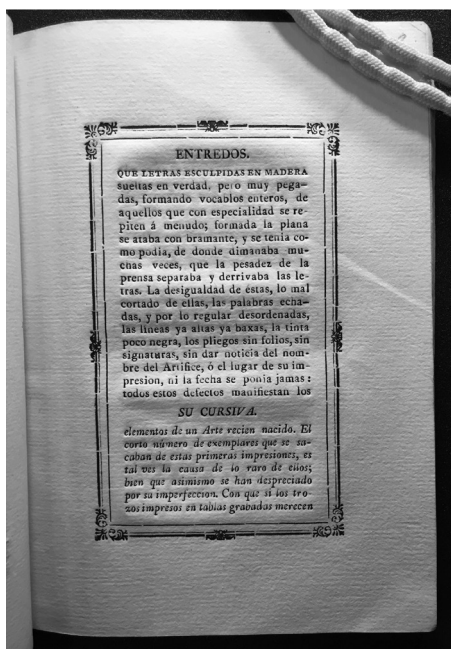 ENTREDOS.
QUE LETRAS ESCULPIDAS EN MADERA
sueltas en verdad, pero muy pega-
das, formando vocablos enteros, de
aquellos que con especialidad se re-
piten á menudo; formada la plana
se ataba con bramante, y se tenia co-
mo podia, de donde dimanaba mu-
chas veces, que la pesadez de la
prensa separaba y derrivaba las le-
tras. La desigualdad de éstas, lo mal
cortado de ellas, las palabras echa-
das, y por lo regular desordenadas,
las lineas ya altas ya baxas, la tinta
poco negra, los pliegos sin folios, sin
signaturas, sin dar noticia del nom-
bre del Artifice, ó el lugar de su im-
presion, ni la fecha se ponia jamas:
todos estos defectos manifiestan los
SU CURSIVA.
elementos de un Arte recien nacido. El
corto número de exemplares que se sa-
caban de estas primeras impresiones, es
tal vez la causa de lo raro de ellos;
bien que asimismo se han despreciado
por su imperfeccion. Con que si los tro-
zos impresos en tablas grabadas merecen